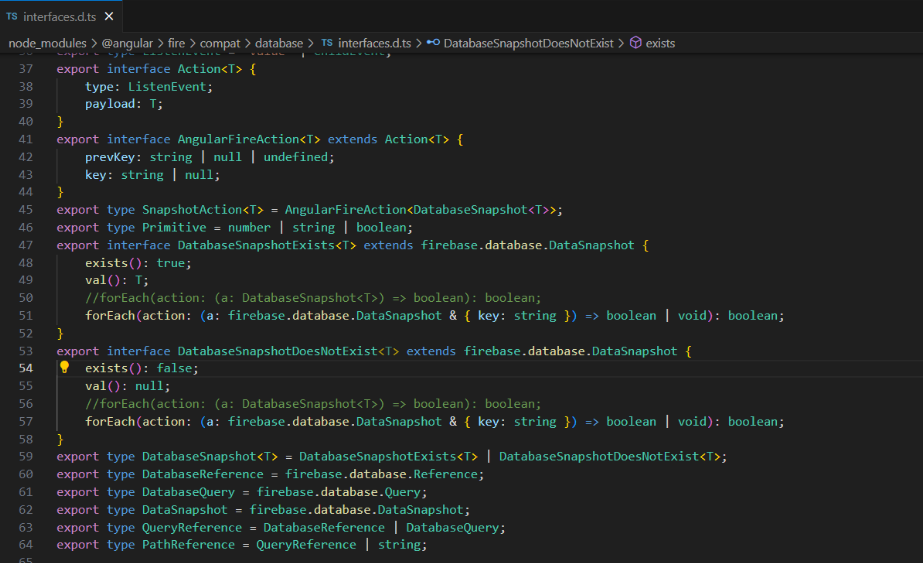 TS interfaces.d.ts ×
node_modules > @angular > fire > compat > database > TS interfaces.d.ts > DatabaseSnapshotDoesNotExist > exists
37 export interface Action<T> {
38     type: ListenEvent;
39     payload: T;
40 }
41 export interface AngularFireAction<T> extends Action<T> {
42     prevKey: string | null | undefined;
43     key: string | null;
44 }
45 export type SnapshotAction<T> = AngularFireAction<DatabaseSnapshot<T>>;
46 export type Primitive = number | string | boolean;
47 export interface DatabaseSnapshotExists<T> extends firebase.database.DataSnapshot {
48     exists(): true;
49     val(): T;
50     //forEach(action: (a: DatabaseSnapshot<T>) => boolean): boolean;
51     forEach(action: (a: firebase.database.DataSnapshot & { key: string }) => boolean | void): boolean;
52 }
53 export interface DatabaseSnapshotDoesNotExist<T> extends firebase.database.DataSnapshot {
54     exists(): false;
55     val(): null;
56     //forEach(action: (a: DatabaseSnapshot<T>) => boolean): boolean;
57     forEach(action: (a: firebase.database.DataSnapshot & { key: string }) => boolean | void): boolean;
58 }
59 export type DatabaseSnapshot<T> = DatabaseSnapshotExists<T> | DatabaseSnapshotDoesNotExist<T>;
60 export type DatabaseReference = firebase.database.Reference;
61 export type DatabaseQuery = firebase.database.Query;
62 export type DataSnapshot = firebase.database.DataSnapshot;
63 export type QueryReference = DatabaseReference | DatabaseQuery;
64 export type PathReference = QueryReference | string;